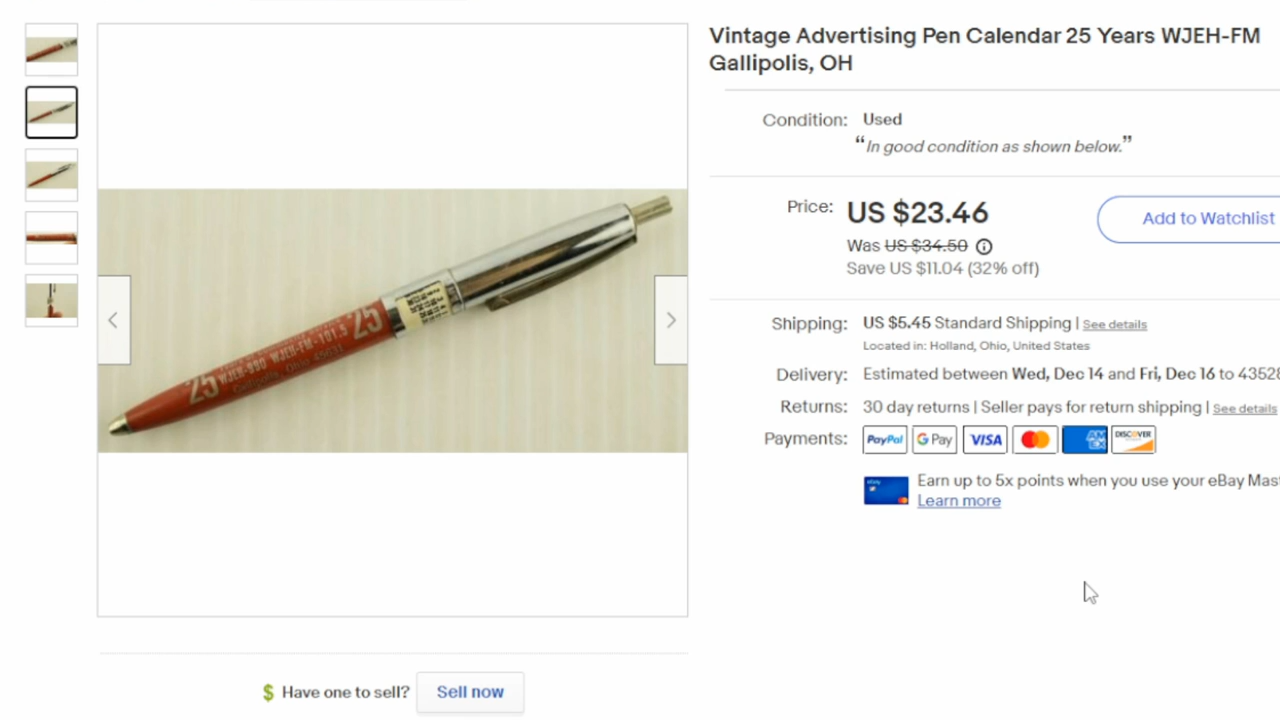 Vintage Advertising Pen Calendar 25 Years WJEH-FM
Gallipolis, OH
Condition: Used
“In good condition as shown below.”
Price: US $23.46
Add to Watchlist
Was US $34.50
Save US $11.04 (32% off)
Shipping: US $5.45 Standard Shipping | See details
Located in: Holland, Ohio, United States
Delivery: Estimated between Wed, Dec 14 and Fri, Dec 16 to 43528
Returns: 30 day returns | Seller pays for return shipping | See details
Payments: PayPal G Pay VISA AMEX DISCOVER
Earn up to 5x points when you use your eBay Mast
Learn more
25 25
WJEH-990 WJEH-FM-101.5
Gallipolis, Ohio 45631
$ Have one to sell? Sell now